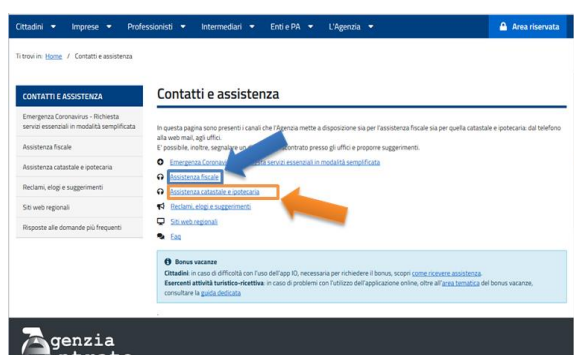 Cittadini Imprese Professionisti Intermediari Enti e PA L'Agenzia Area riservata
Ti trovi in: Home / Contatti e assistenza
CONTATTI E ASSISTENZA
Emergenza Coronavirus - Richiesta
servizi essenziali in modalità semplificata
Assistenza fiscale
Assistenza catastale e ipotecaria
Reclami, elogi e suggerimenti
Siti web regionali
Risposte alle domande più frequenti
Contatti e assistenza
In questa pagina sono presenti i canali che l'Agenzia mette a disposizione sia per l'assistenza fiscale sia per quella catastale e ipotecaria: dal telefono
alla web mail, agli uffici.
E' possibile, inoltre, segnalare un riscontrato presso gli uffici e proporre suggerimenti.
Emergenza servizi essenziali in modalità semplificata
Assistenza fiscale
Assistenza catastale e ipotecaria
Reclami, elogi e suggerimenti
Siti web regionali
Faq
Bonus vacanze
Cittadini: in caso di difficoltà con l'uso dell'app IO, necessaria per richiedere il bonus, scopri come ricevere assistenza.
Esercenti attività turistico-ricettiva: in caso di problemi con l'utilizzo dell'applicazione online, oltre all'area tematica del bonus vacanze,
consultare la guida dedicata
genzia